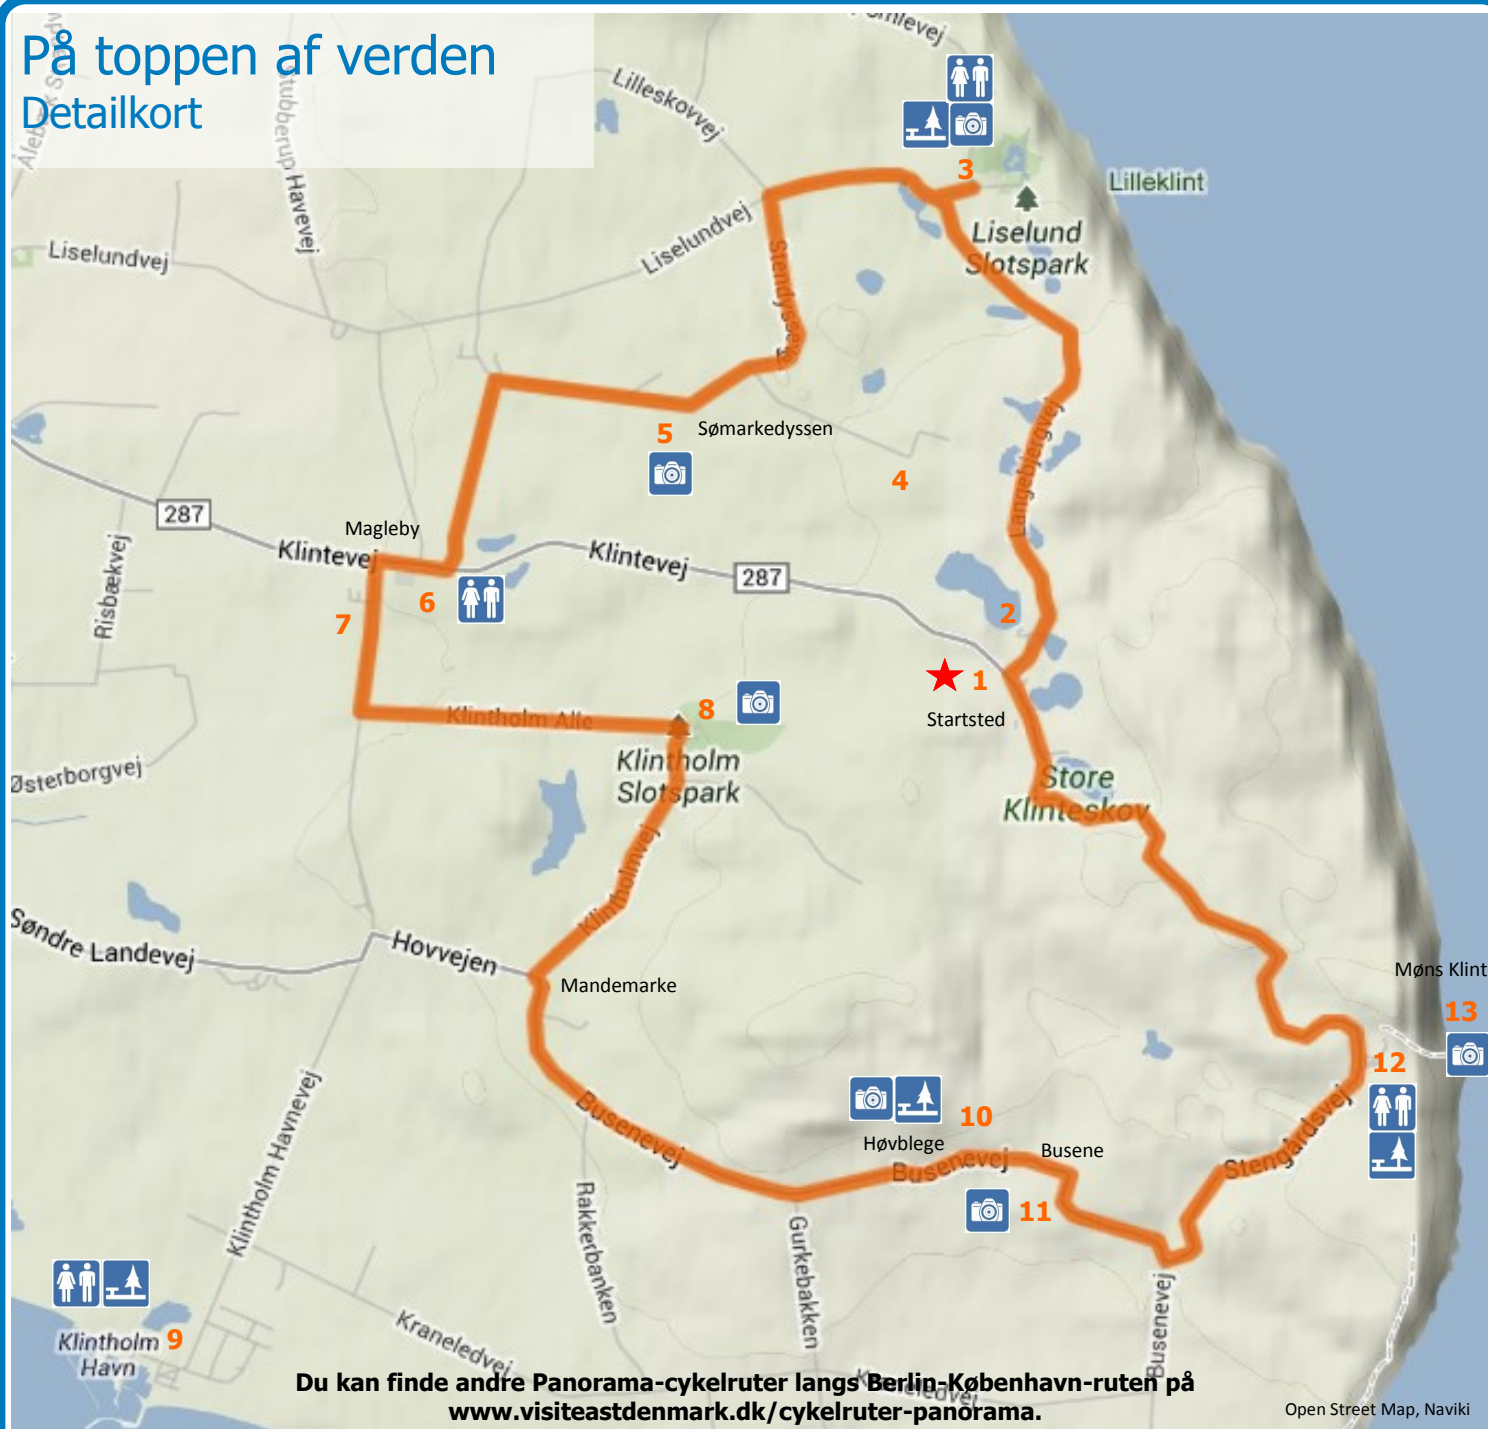 På toppen af verden
Detailkort
Stubberup Havevej
Lilleskovvej
3
Lilleklint
Liselund
Slotspark
Liselundvej
Liselundvej
5
Sømarkedyssen
4
Langebjergvej
287
Magleby
Klintevej
Klintevej
287
Risbækvej
6
7
2
1
Startsted
8
Klintholm Alle
Klintholm
Slotspark
Store
Klinteskov
Østerborgvej
Klintholmvej
Søndre Landevej
Hovvejen
Mandemarke
Møns Klint
13
12
10
Høvblege
Busenevej
Busene
Busenevej
Stengårdsvej
11
Klintholm Havnevej
Rakkerbanken
Gurkebakken
Busenevej
Klintholm
Havn
9
Kraneledvej
Kraneledvej
Du kan finde andre Panorama-cykelruter langs Berlin-København-ruten på
www.visiteastdenmark.dk/cykelruter-panorama.
Open Street Map, Naviki